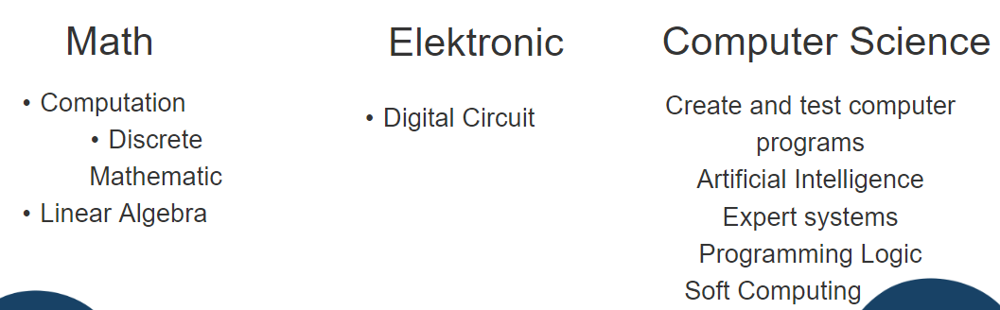 Math
• Computation
• Discrete
Mathematic
• Linear Algebra
Elektronic
• Digital Circuit
Computer Science
Create and test computer
programs
Artificial Intelligence
Expert systems
Programming Logic
Soft Computing